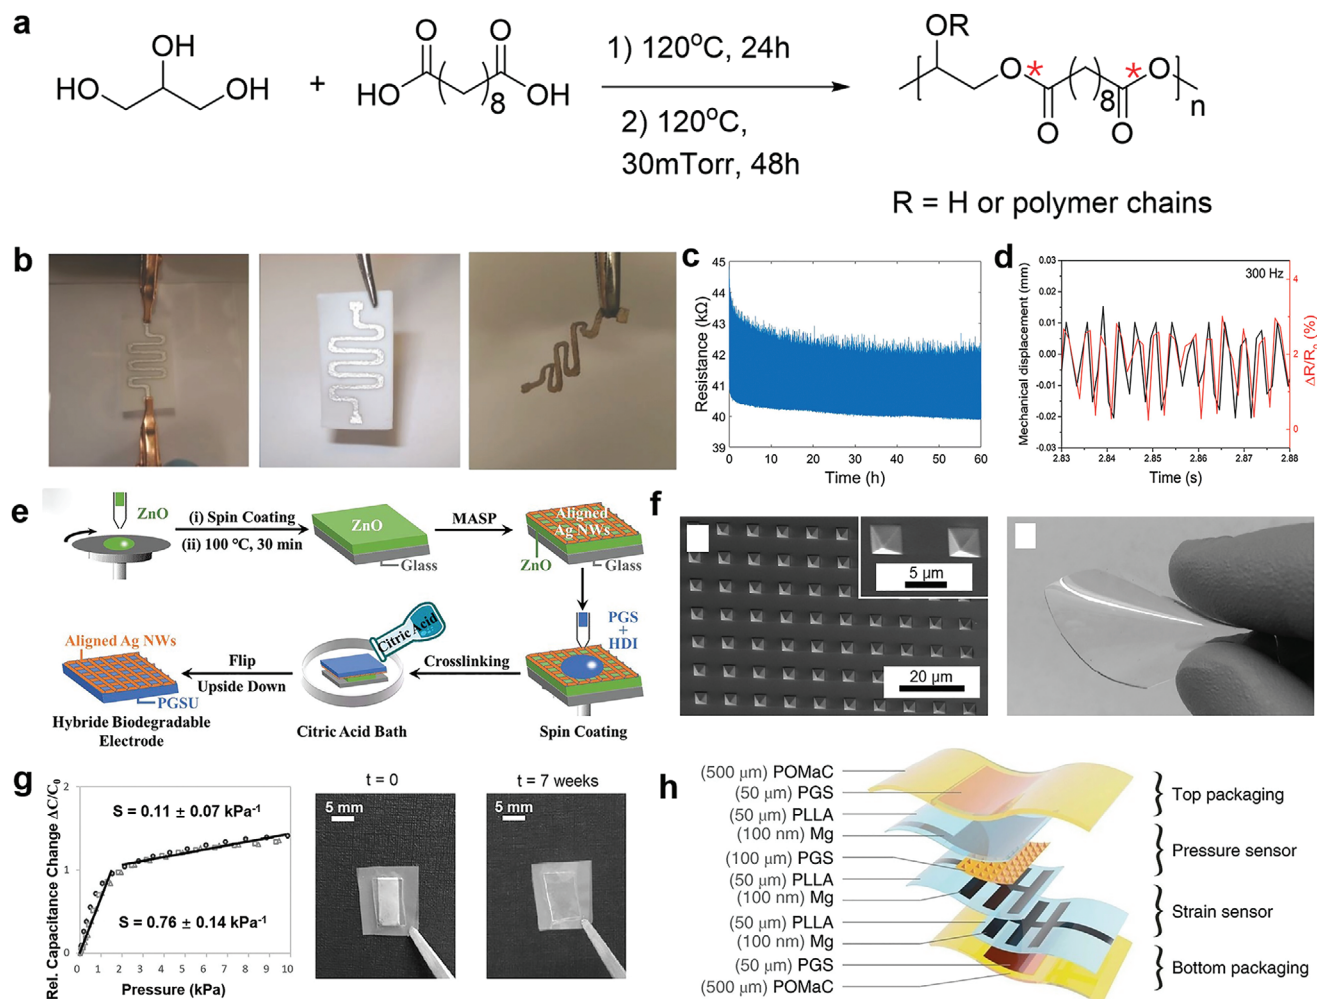 a
OH
HO
OH
+
O
O
HO
8
OH
1) 120°C, 24h
2) 120°C,
30mTorr, 48h
OR
O
*
*
O
8
n
O
O
R = H or polymer chains
b
c
45
44
43
42
41
40
39
Resistance (kΩ)
0
10
20
30
40
50
60
Time (h)
d
300 Hz
0.03
0.02
0.01
0.00
-0.01
-0.02
-0.03
Mechanical displacement (mm)
4
2
0
ΔR/R₀ (%)
2.83
2.84
2.85
2.86
2.87
2.88
Time (s)
e
ZnO
(i) Spin Coating
(ii) 100 °C, 30 min
ZnO
Glass
MASP
Aligned
Ag NWs
ZnO
Glass
PGS
+
HDI
Spin Coating
Crosslinking
Citric Acid
Citric Acid Bath
Flip
Upside Down
Aligned Ag NWs
PGSU
Hybride Biodegradable
Electrode
f
5 µm
20 µm
g
Rel. Capacitance Change ΔC/C₀
2
1
0
S = 0.11 ± 0.07 kPa⁻¹
S = 0.76 ± 0.14 kPa⁻¹
0 1 2 3 4 5 6 7 8 9 10
Pressure (kPa)
t = 0
5 mm
t = 7 weeks
5 mm
h
(500 µm) POMaC
(50 µm) PGS
(50 µm) PLLA
(100 nm) Mg
(100 µm) PGS
(50 µm) PLLA
(100 nm) Mg
(50 µm) PLLA
(100 nm) Mg
(50 µm) PGS
(500 µm) POMaC
Top packaging
Pressure sensor
Strain sensor
Bottom packaging